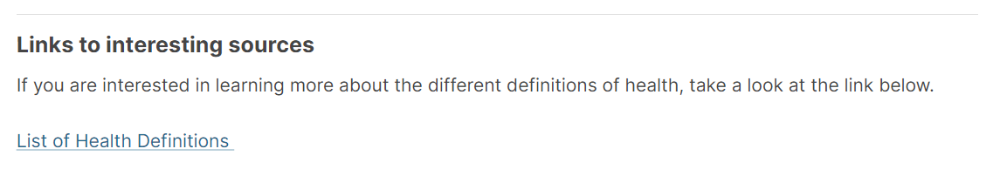 Links to interesting sources
If you are interested in learning more about the different definitions of health, take a look at the link below.
List of Health Definitions